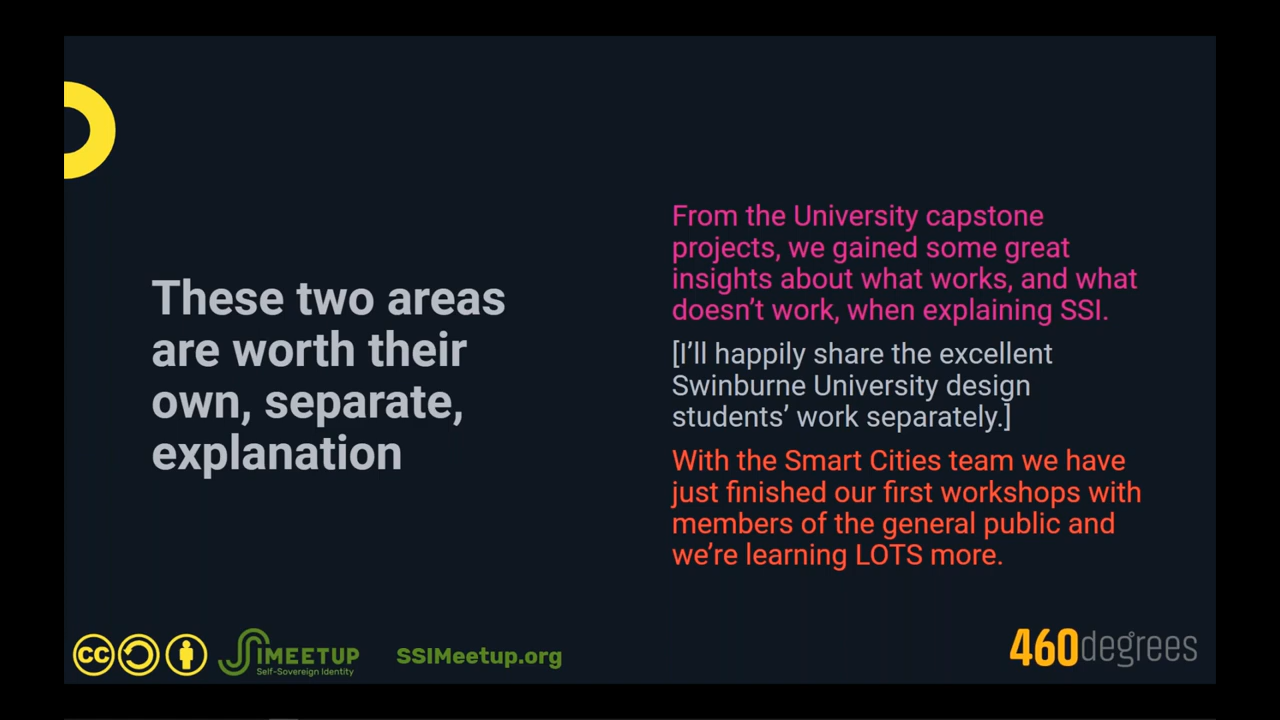 These two areas
are worth their
own, separate,
explanation
From the University capstone
projects, we gained some great
insights about what works, and what
doesn’t work, when explaining SSI.
[I’ll happily share the excellent
Swinburne University design
students’ work separately.]
With the Smart Cities team we have
just finished our first workshops with
members of the general public and
we’re learning LOTS more.
CC
SSIMEETUP
Self-Sovereign Identity
SSIMeetup.org
460degrees